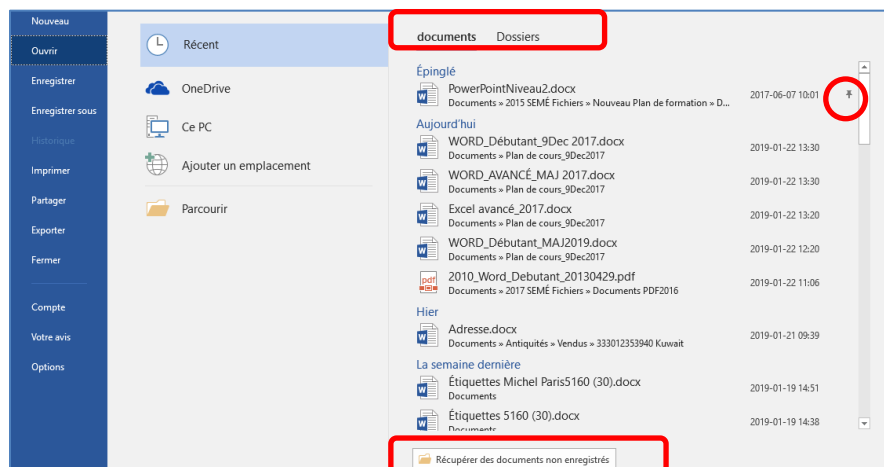 Nouveau
Ouvrir
Enregistrer
Enregistrer sous
Historique
Imprimer
Partager
Exporter
Fermer
Compte
Votre avis
Options
Récent
OneDrive
Ce PC
Ajouter un emplacement
Parcourir
documents Dossiers
Épinglé
PowerPointNiveau2.docx
Documents » 2015 SEMÉ Fichiers » Nouveau Plan de formation » D...
2017-06-07 10:01
Aujourd'hui
WORD_Débutant_9Dec 2017.docx
Documents » Plan de cours_9Dec2017
2019-01-22 13:30
WORD_AVANCÉ_MAJ 2017.docx
Documents » Plan de cours_9Dec2017
2019-01-22 13:30
Excel avancé_2017.docx
Documents » Plan de cours_9Dec2017
2019-01-22 13:20
WORD_Débutant_MAJ2019.docx
Documents » Plan de cours_9Dec2017
2019-01-22 12:20
pdf
2010_Word_Debutant_20130429.pdf
Documents » 2017 SEMÉ Fichiers » Documents PDF2016
2019-01-22 11:06
Hier
Adresse.docx
Documents » Antiquités » Vendus » 333012353940 Kuwait
2019-01-21 09:39
La semaine dernière
Étiquettes Michel Paris5160 (30).docx
Documents
2019-01-19 14:51
Étiquettes 5160 (30).docx
Documents
2019-01-19 14:38
Récupérer des documents non enregistrés